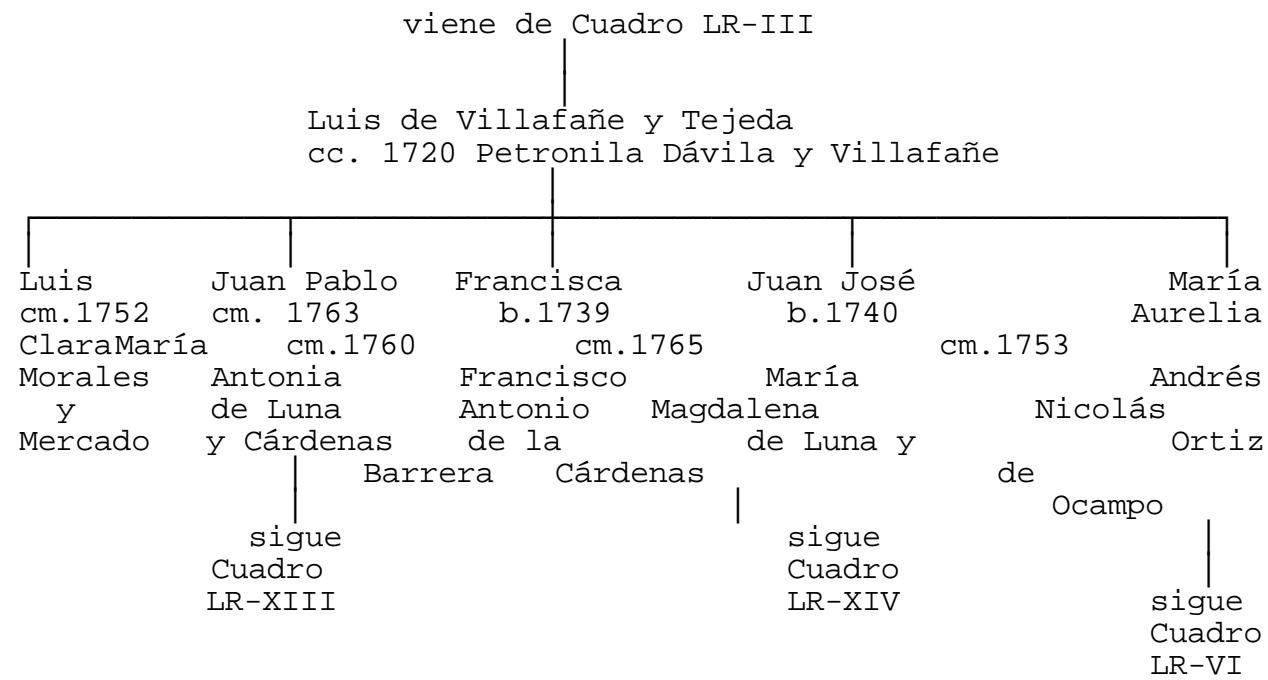 viene de Cuadro LR-III
Luis de Villafañe y Tejeda
cc. 1720 Petronila Dávila y Villafañe
Luis Juan Pablo Francisca Juan José María
cm.1752 cm. 1763 b.1739 b.1740 Aurelia
ClaraMaría cm.1760 cm.1765 cm.1753
Morales Antonia Francisco María Andrés
y de Luna Antonio Magdalena Nicolás
Mercado y Cárdenas de la de Luna y Ortiz
Barrera Cárdenas de
Ocampo
sigue sigue
Cuadro Cuadro
LR-XIII LR-XIV sigue
Cuadro
LR-VI